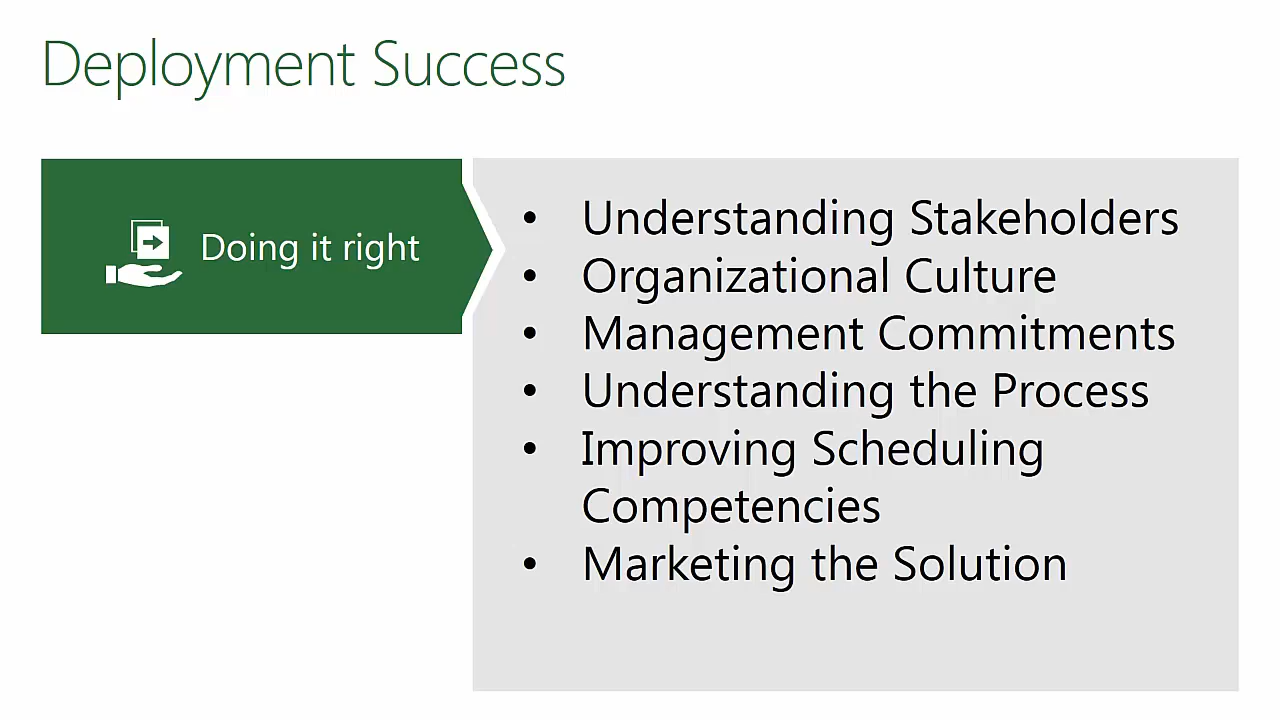 Deployment Success
Doing it right
• Understanding Stakeholders
• Organizational Culture
• Management Commitments
• Understanding the Process
• Improving Scheduling
Competencies
• Marketing the Solution